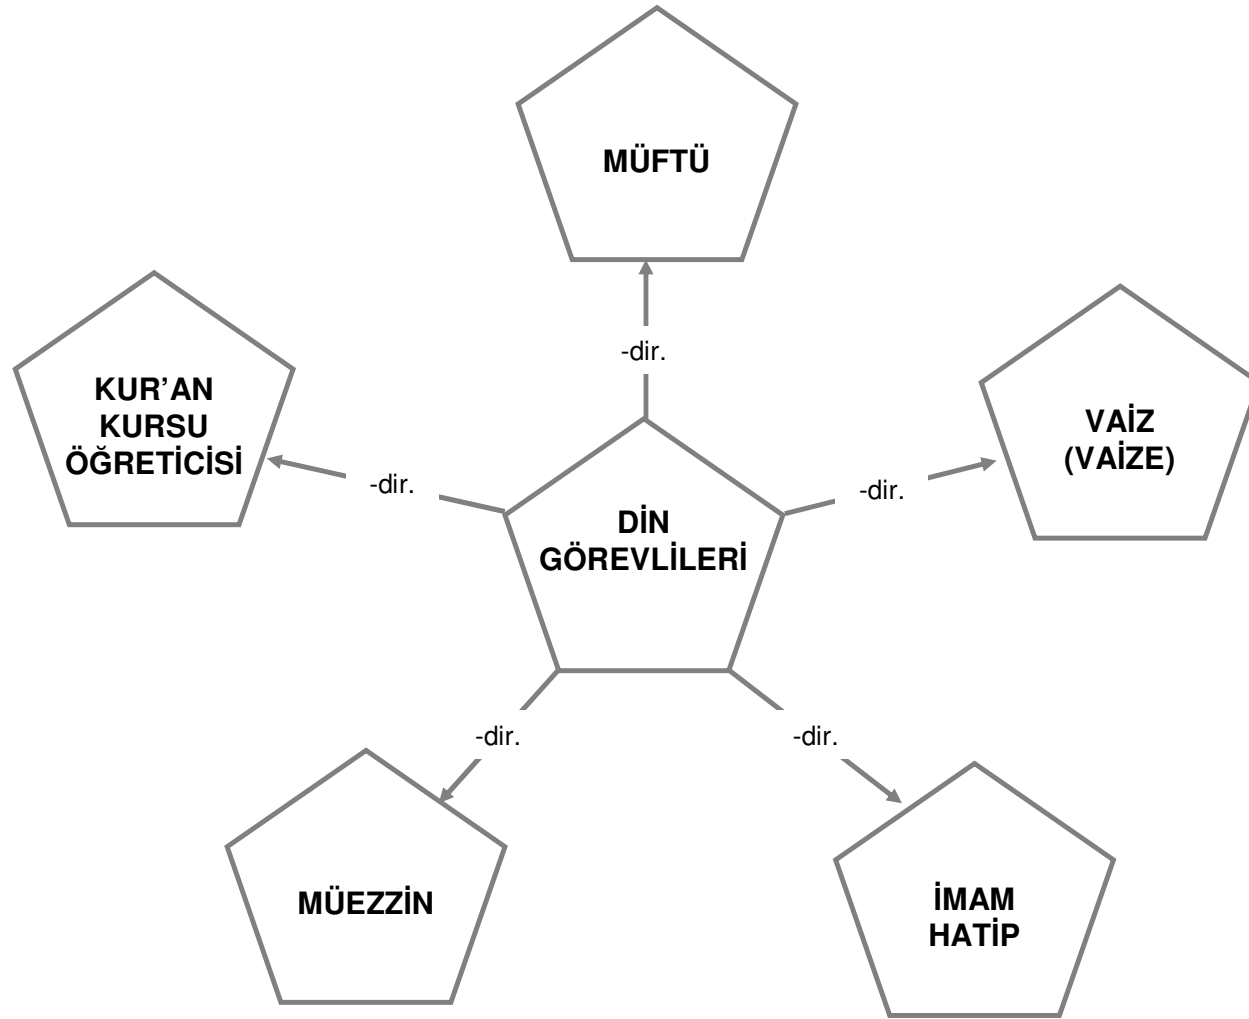 MÜFTÜ
-dir.
KUR’AN
KURSU
ÖĞRETİCİSİ
-dir.
VAİZ
(VAİZE)
-dir.
DİN
GÖREVLİLERİ
-dir.
-dir.
MÜEZZİN
İMAM
HATİP